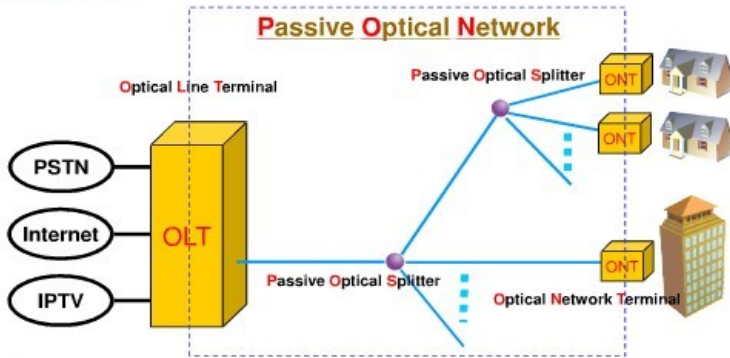 Passive Optical Network
Passive Optical Splitter
ONT
Optical Line Terminal
ONT
PSTN
Internet
OLT
ONT
IPTV
Passive Optical Splitter
Optical Network Terminal